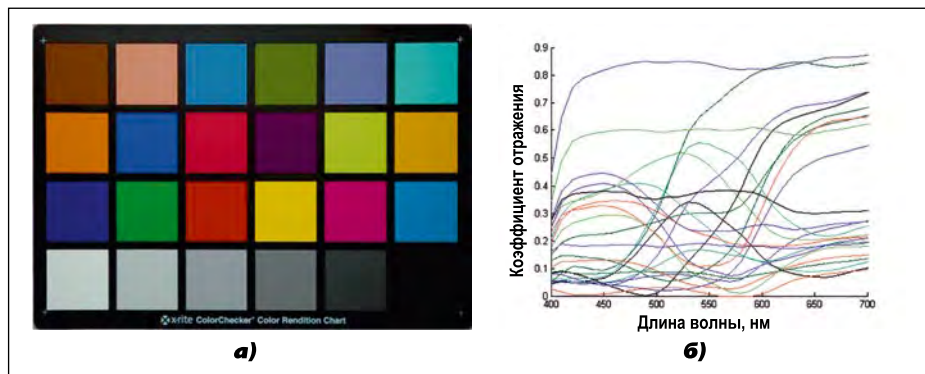 x-rite ColorChecker® Color Rendition Chart
а)
Коэффициент отражения
0.9
0.8
0.7
0.6
0.5
0.4
0.3
0.2
0.1
0
400 450 500 550 600 650 700
Длина волны, нм
б)